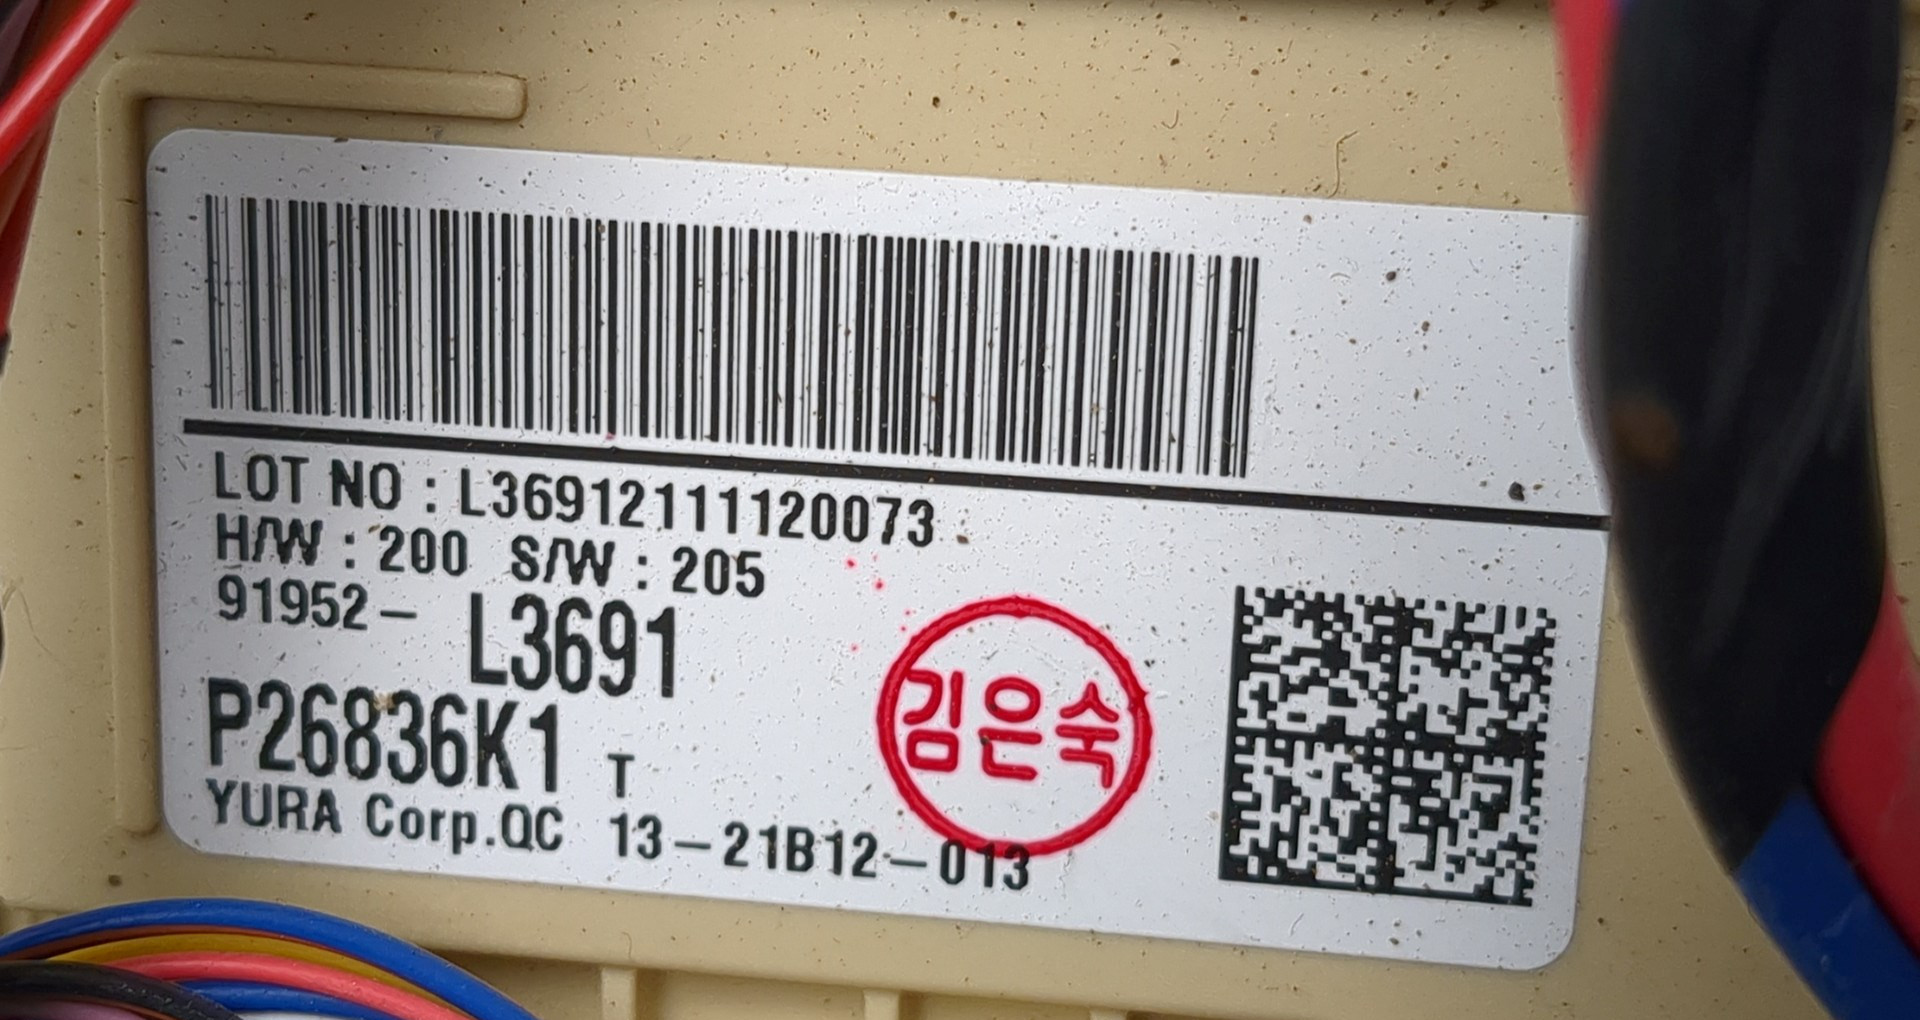 LOT NO : L36912111120073
H/W : 200 S/W : 205
91952- L3691
P26836K1 T
YURA Corp.QC 13-21B12-013
김은숙